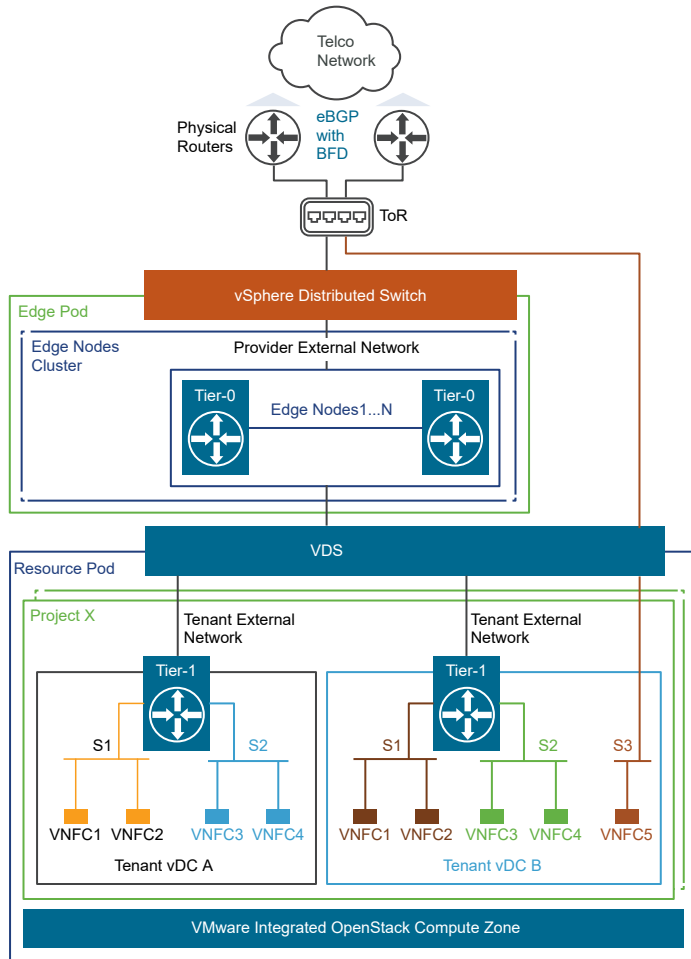 Telco
Network
Physical
Routers
eBGP
with
BFD
ToR
vSphere Distributed Switch
Edge Pod
Edge Nodes
Cluster
Provider External Network
Tier-0
Edge Nodes1...N
Tier-0
VDS
Resource Pod
Project X
Tenant External
Network
Tenant External
Network
Tier-1
Tier-1
S1
S2
S1
S2
S3
VNFC1
VNFC2
VNFC3
VNFC4
VNFC1
VNFC2
VNFC3
VNFC4
VNFC5
Tenant vDC A
Tenant vDC B
VMware Integrated OpenStack Compute Zone